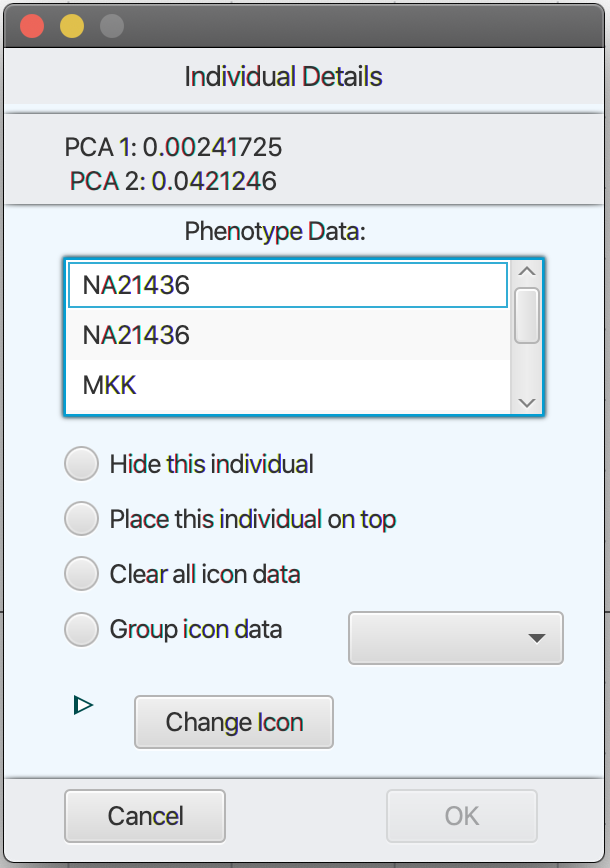 Individual Details
PCA 1: 0.00241725
PCA 2: 0.0421246
Phenotype Data:
NA21436
NA21436
MKK
Hide this individual
Place this individual on top
Clear all icon data
Group icon data
Change Icon
Cancel
OK